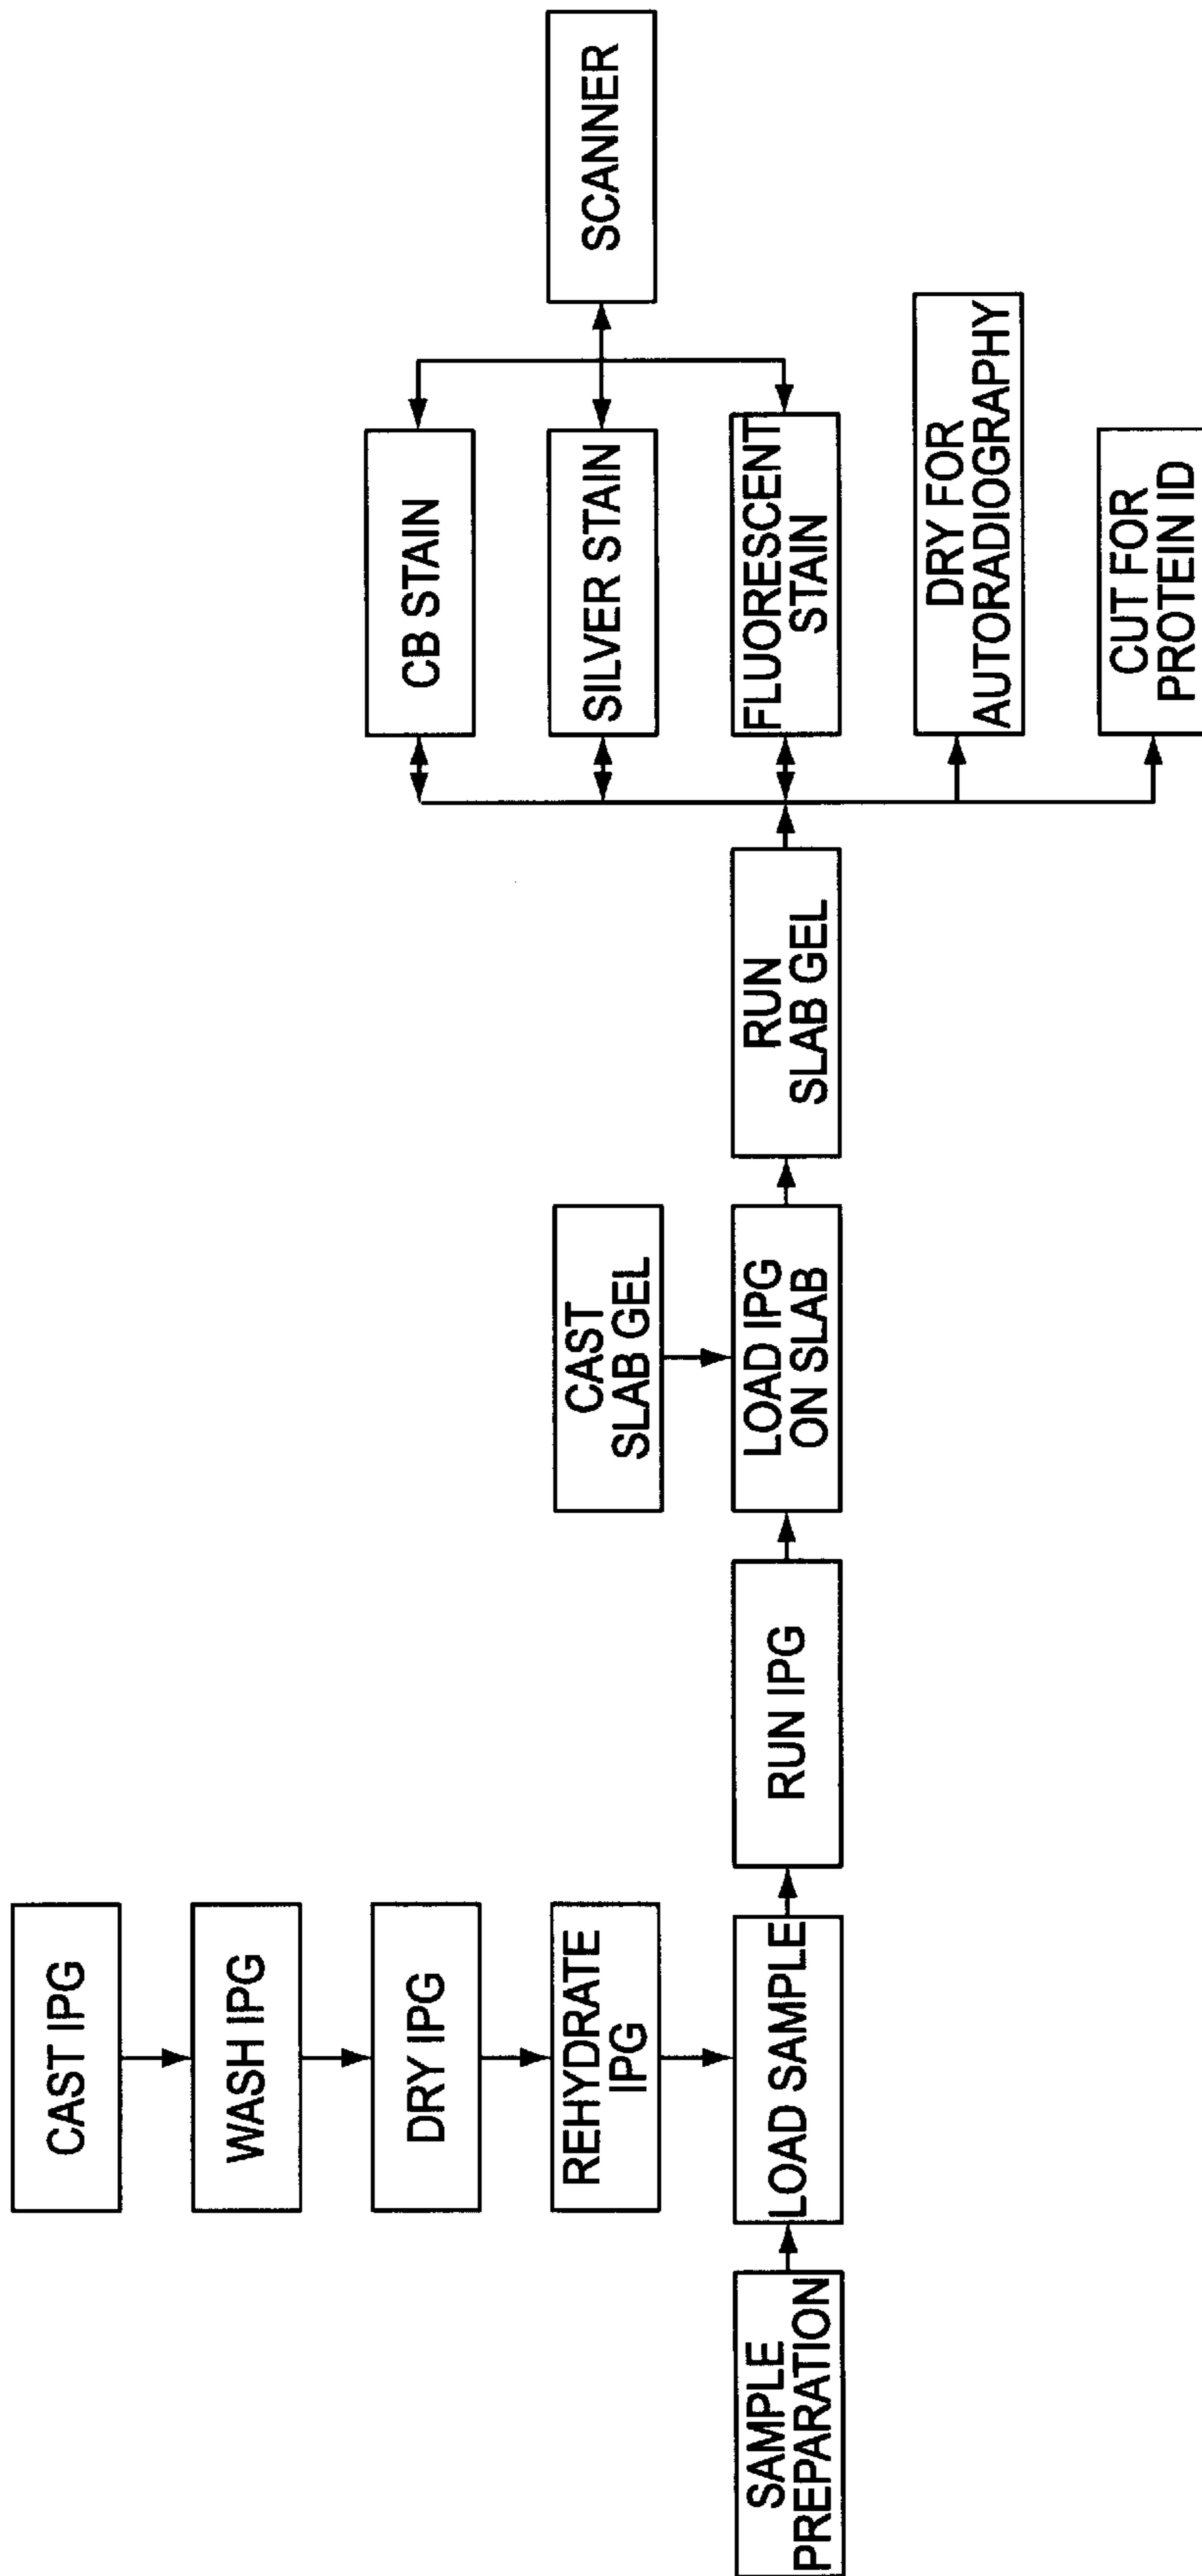 CAST IPG
WASH IPG
DRY IPG
REHYDRATE
IPG
SAMPLE
PREPARATION
LOAD SAMPLE
RUN IPG
CAST
SLAB GEL
LOAD IPG
ON SLAB
RUN
SLAB GEL
CB STAIN
SILVER STAIN
FLUORESCENT
STAIN
DRY FOR
AUTORADIOGRAPHY
CUT FOR
PROTEIN ID
SCANNER